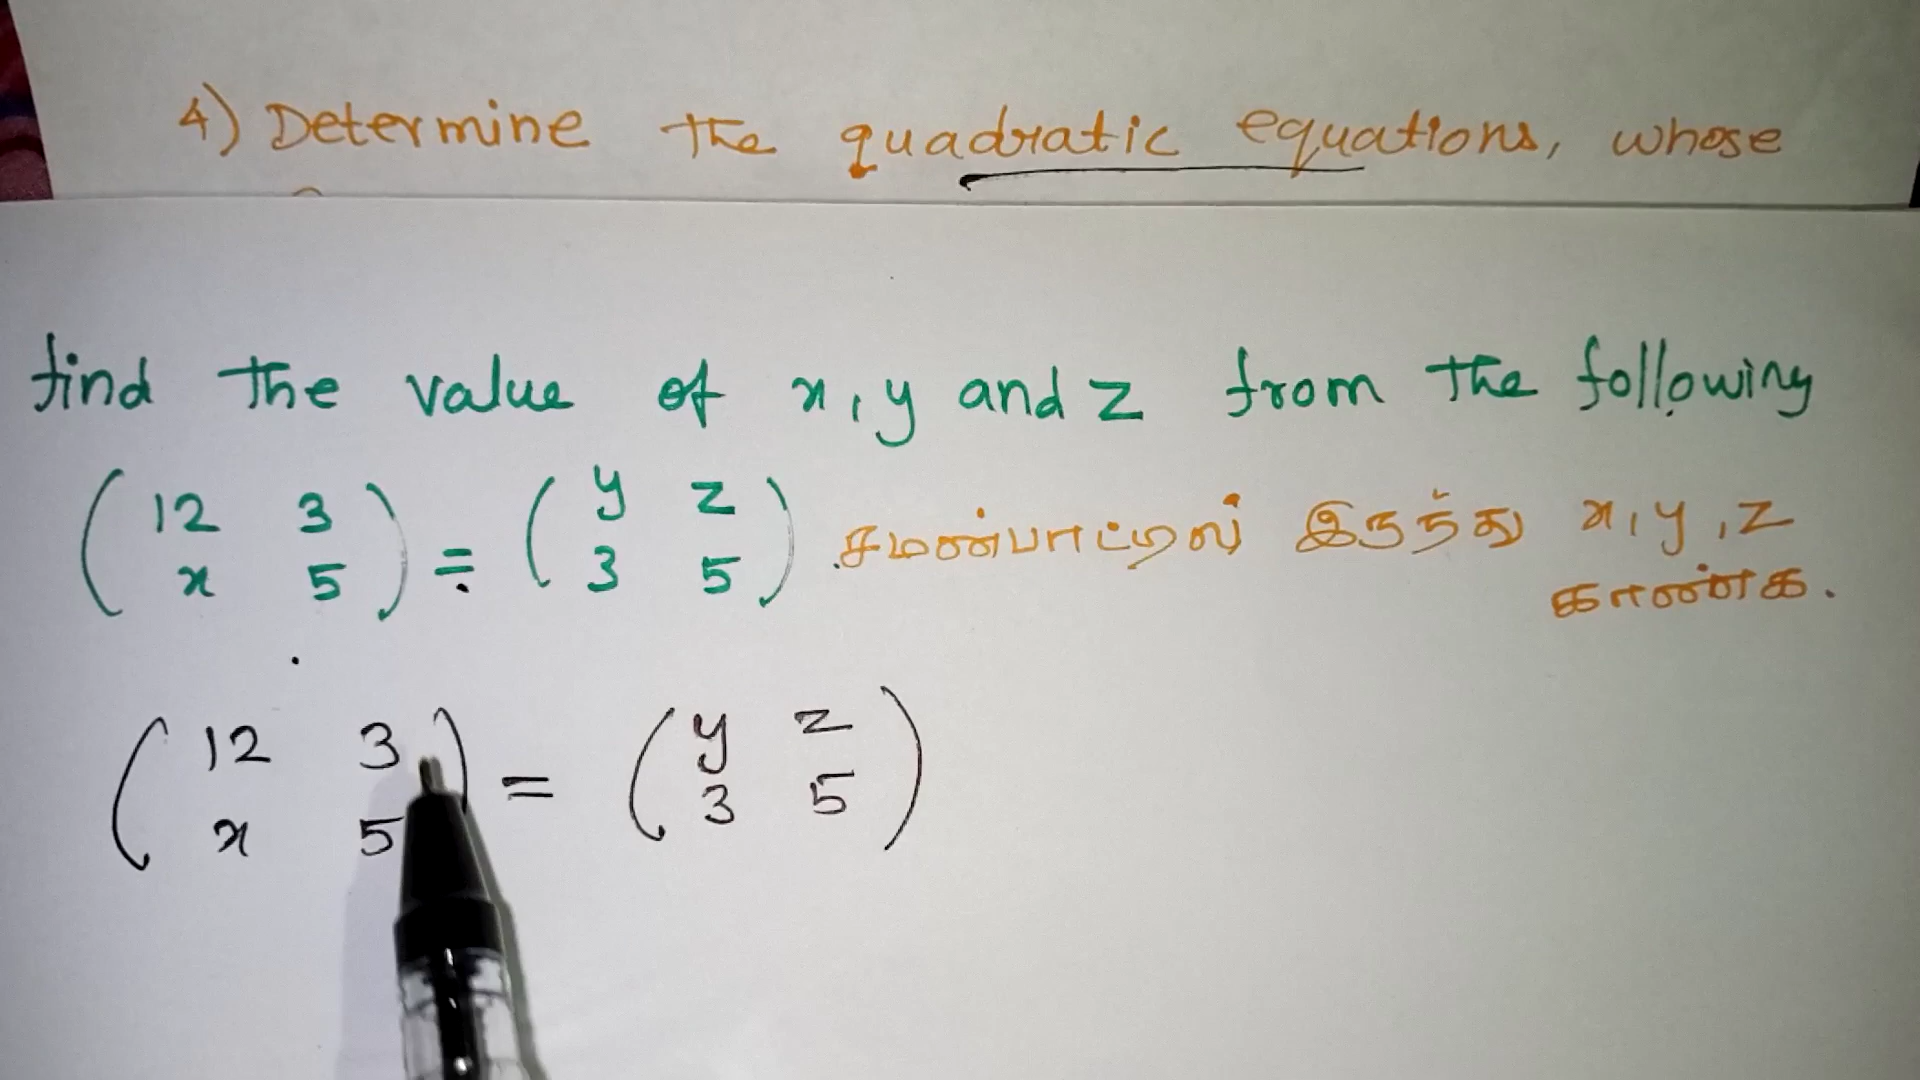 4) Determine the quadratic equations, whose
find the value of x, y and z from the following
( 12 3 ) = ( y z ) சமன்பாட்டில் இருந்து x, y, z
( x 5 ) ( 3 5 ) காண்க.
( 12 3 ) = ( y z )
( x 5 ) ( 3 5 )